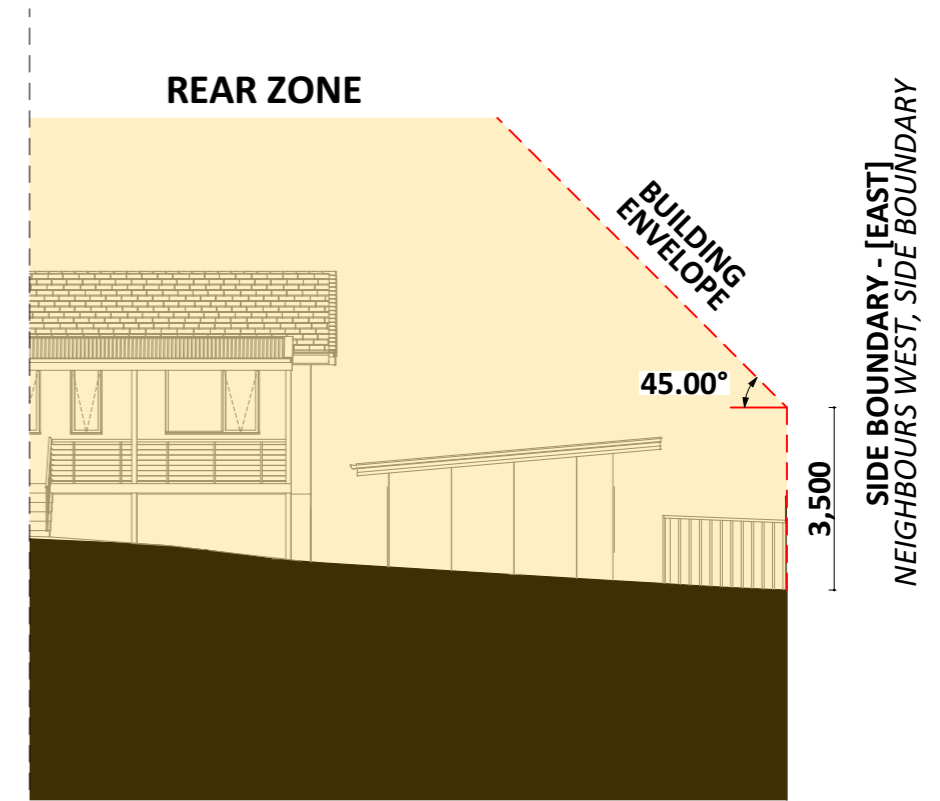 REAR ZONE
BUILDING
ENVELOPE
45.00°
3,500
SIDE BOUNDARY - [EAST]
NEIGHBOURS WEST, SIDE BOUNDARY